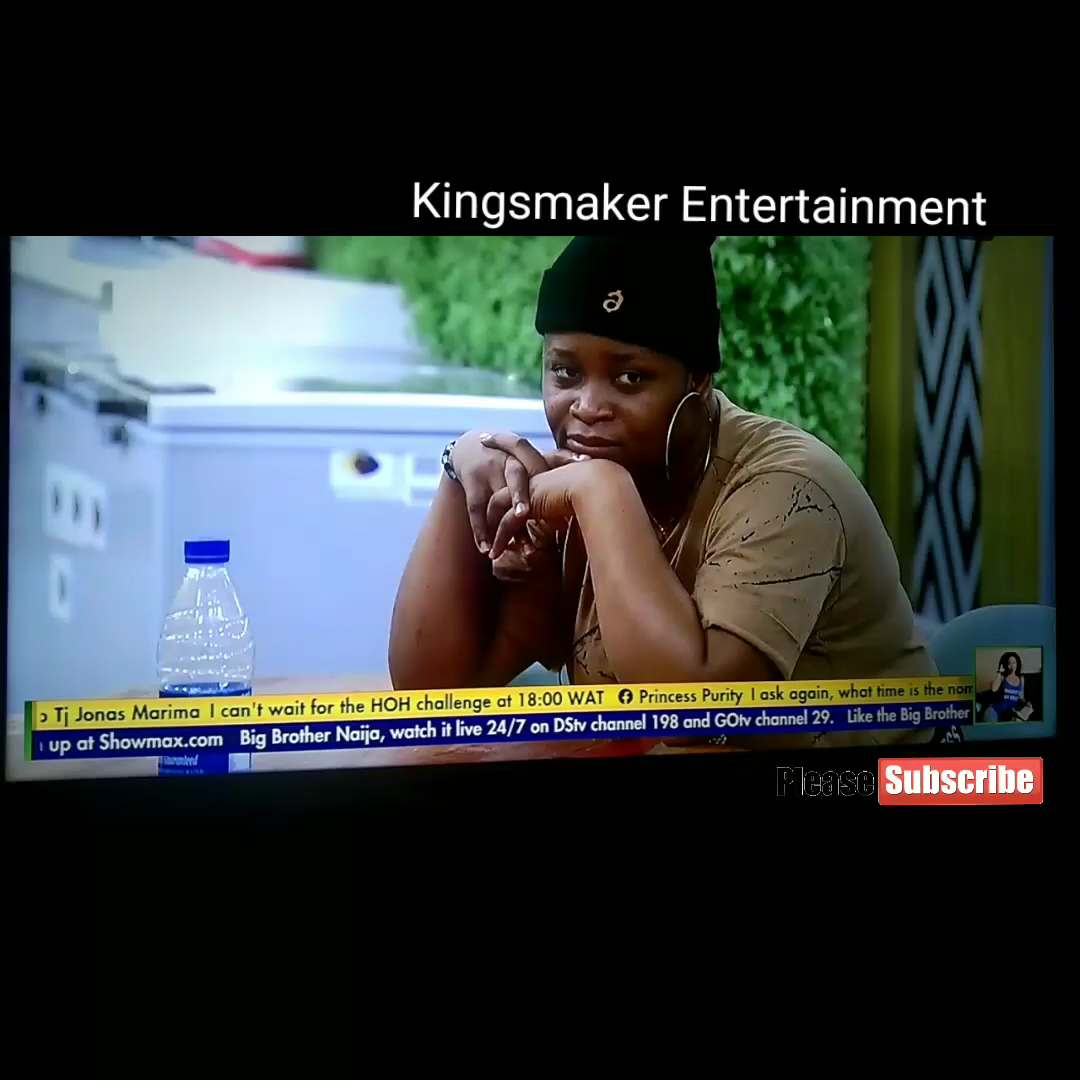 Kingsmaker Entertainment
Tj Jonas Marima I can't wait for the HOH challenge at 18:00 WAT Princess Purity I ask again, what time is the nom
up at Showmax.com Big Brother Naija, watch it live 24/7 on DStv channel 198 and GOtv channel 29. Like the Big Brother
Please Subscribe